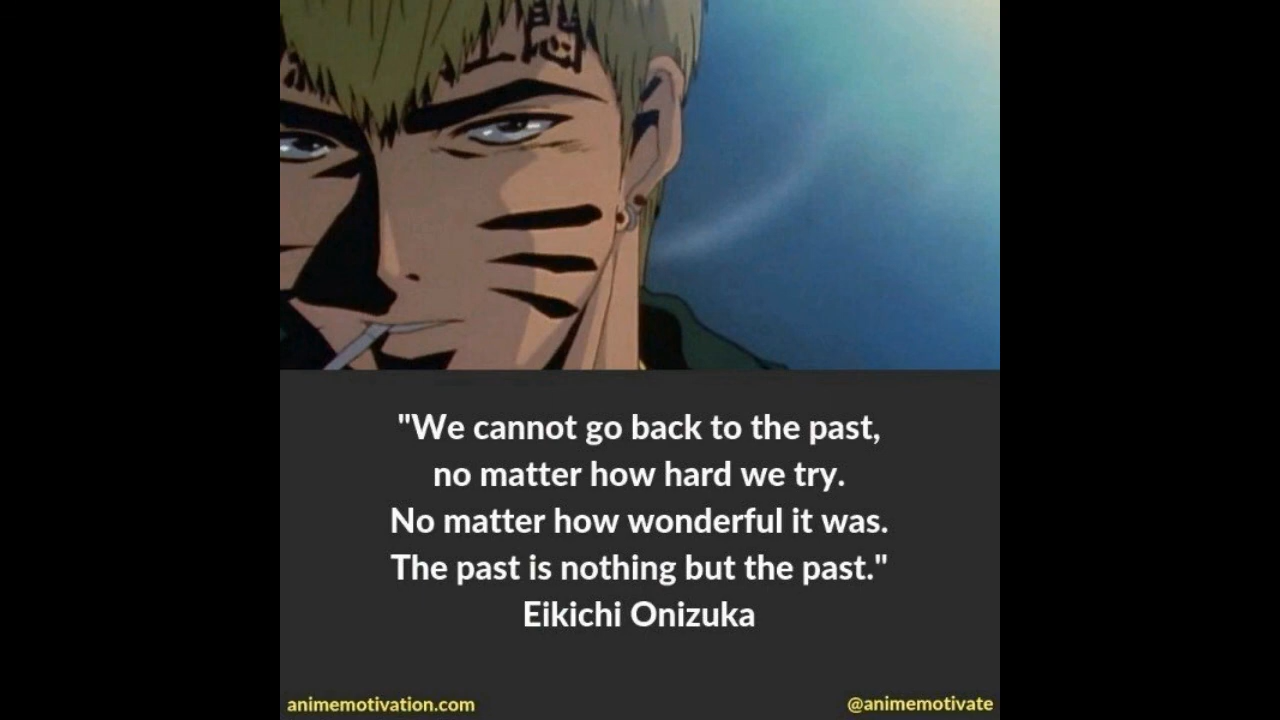 "We cannot go back to the past,
no matter how hard we try.
No matter how wonderful it was.
The past is nothing but the past."
Eikichi Onizuka
animemotivation.com
@animemotivate